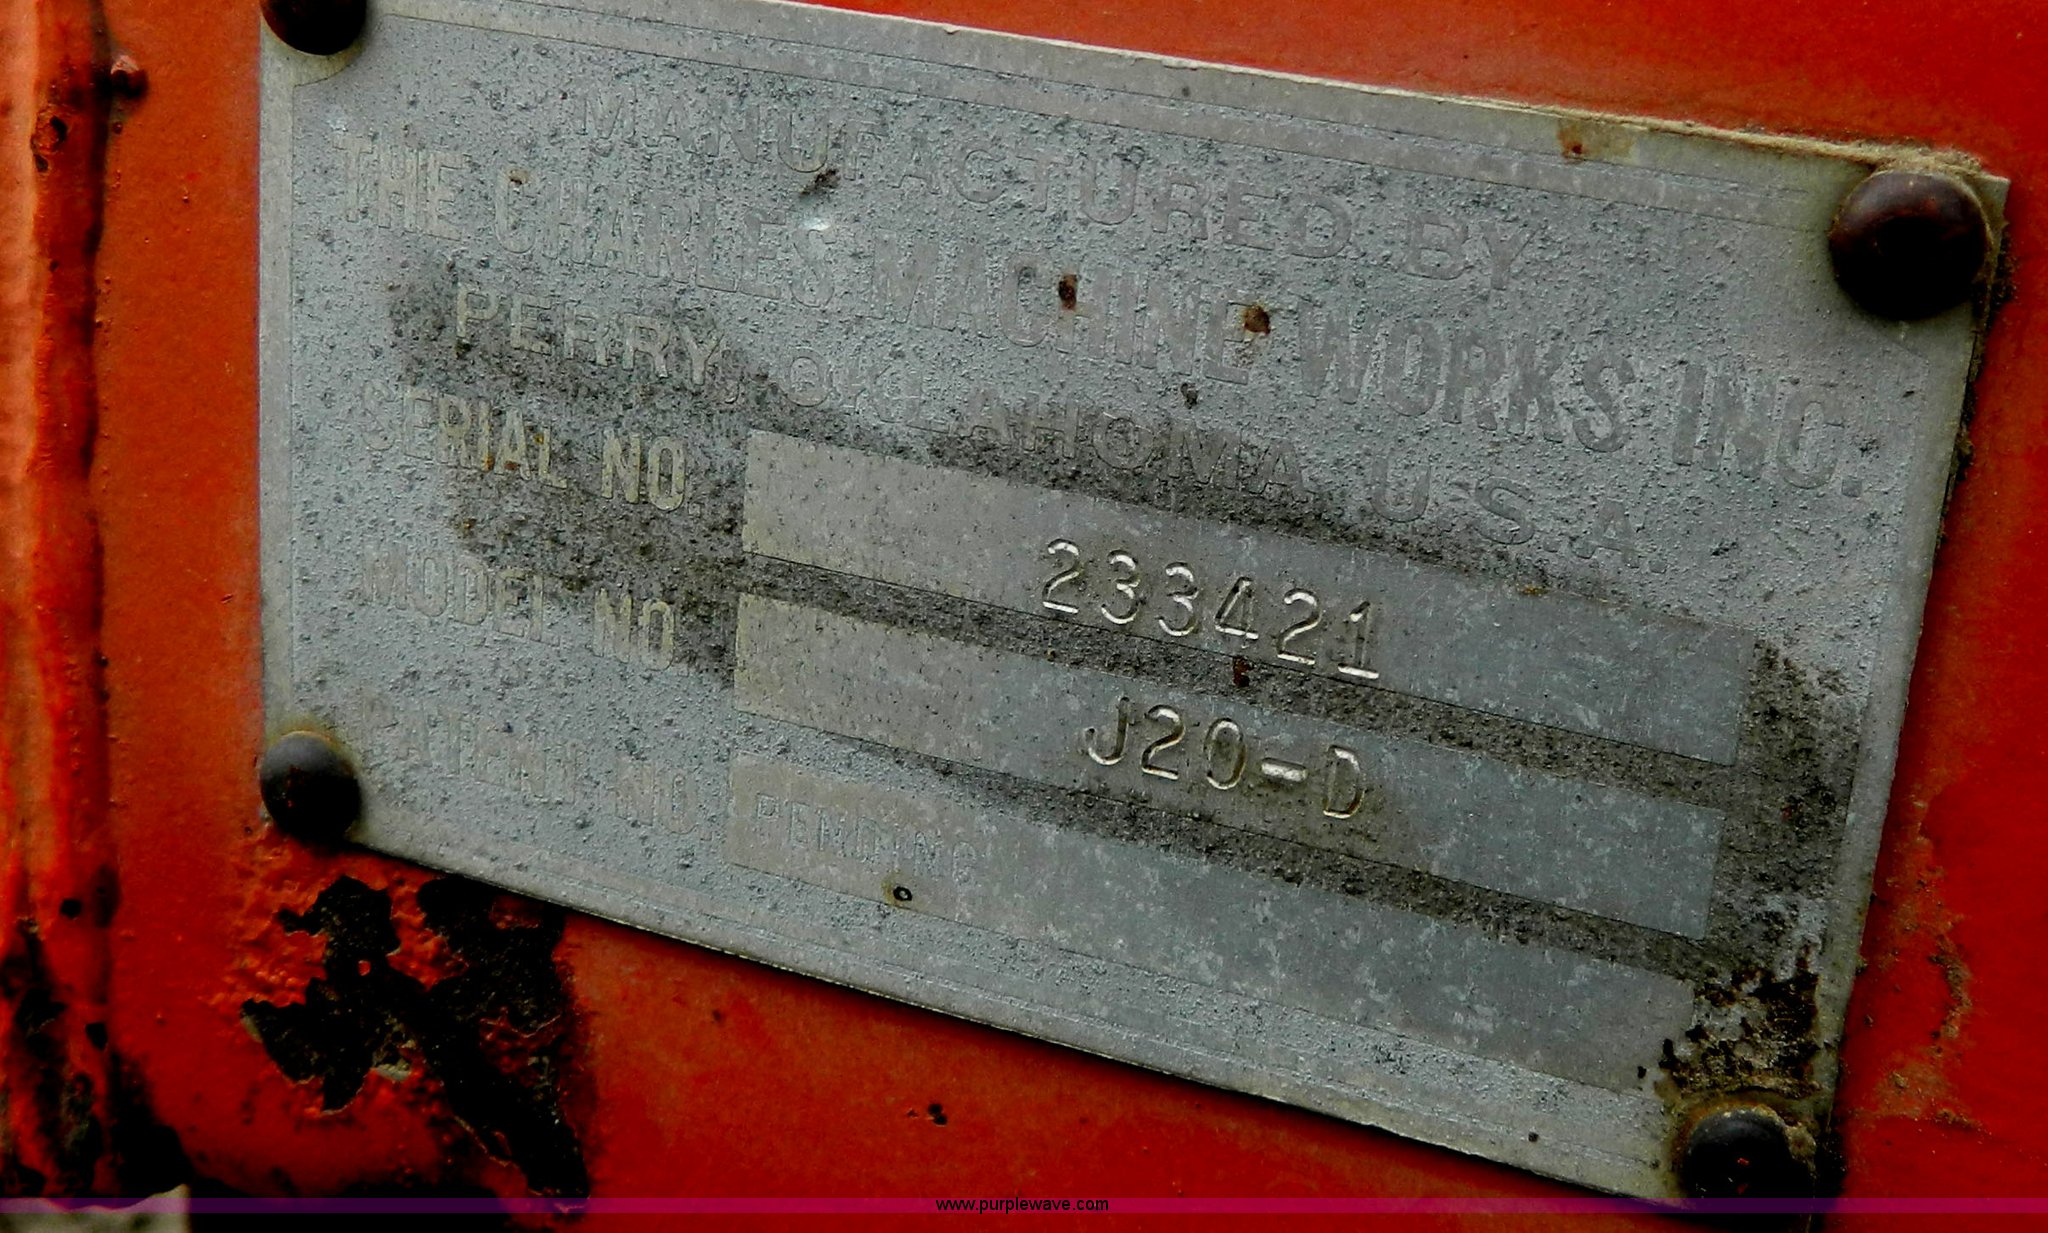 MANUFACTURED BY
THE CHARLES MACHINE WORKS INC.
PERRY, OKLAHOMA U.S.A.
SERIAL NO. 233421
MODEL NO. J20-D
PATENT NO. PENDING
www.purplewave.com